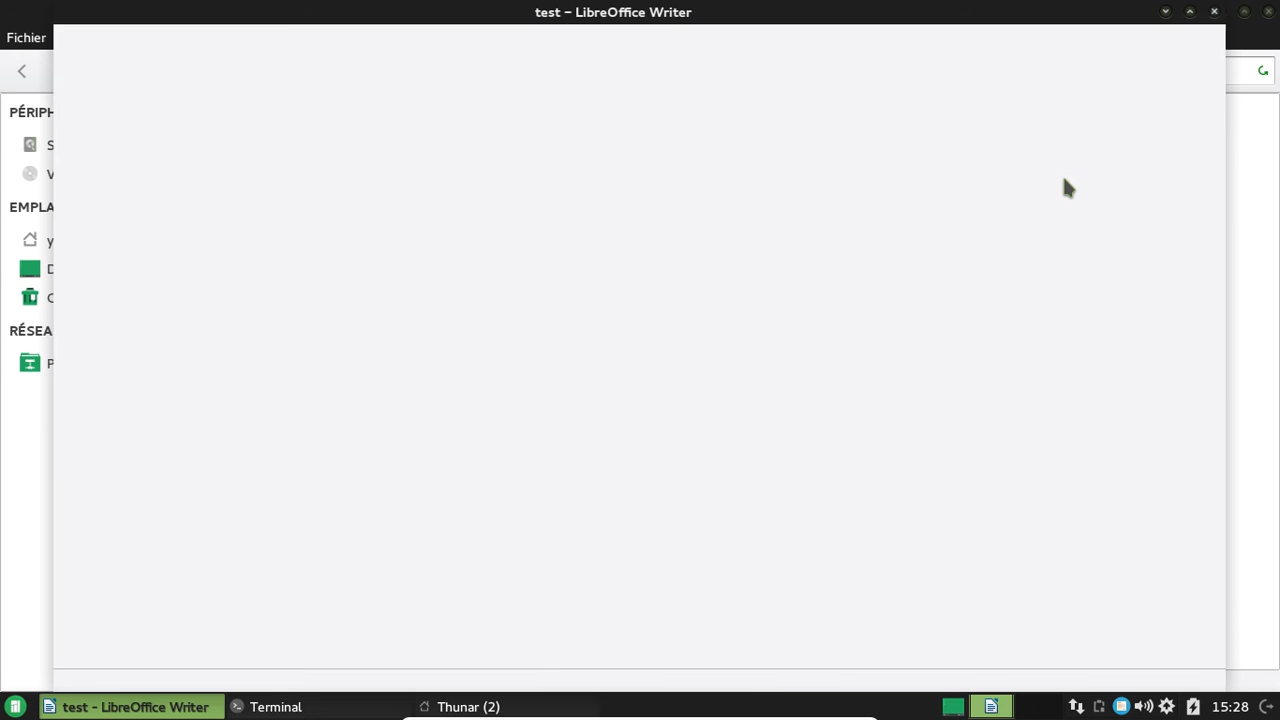 test – LibreOffice Writer
Fichier
PÉRIPH
S
V
EMPLA
y
D
C
RÉSEA
P
test - LibreOffice Writer
Terminal
Thunar (2)
15:28